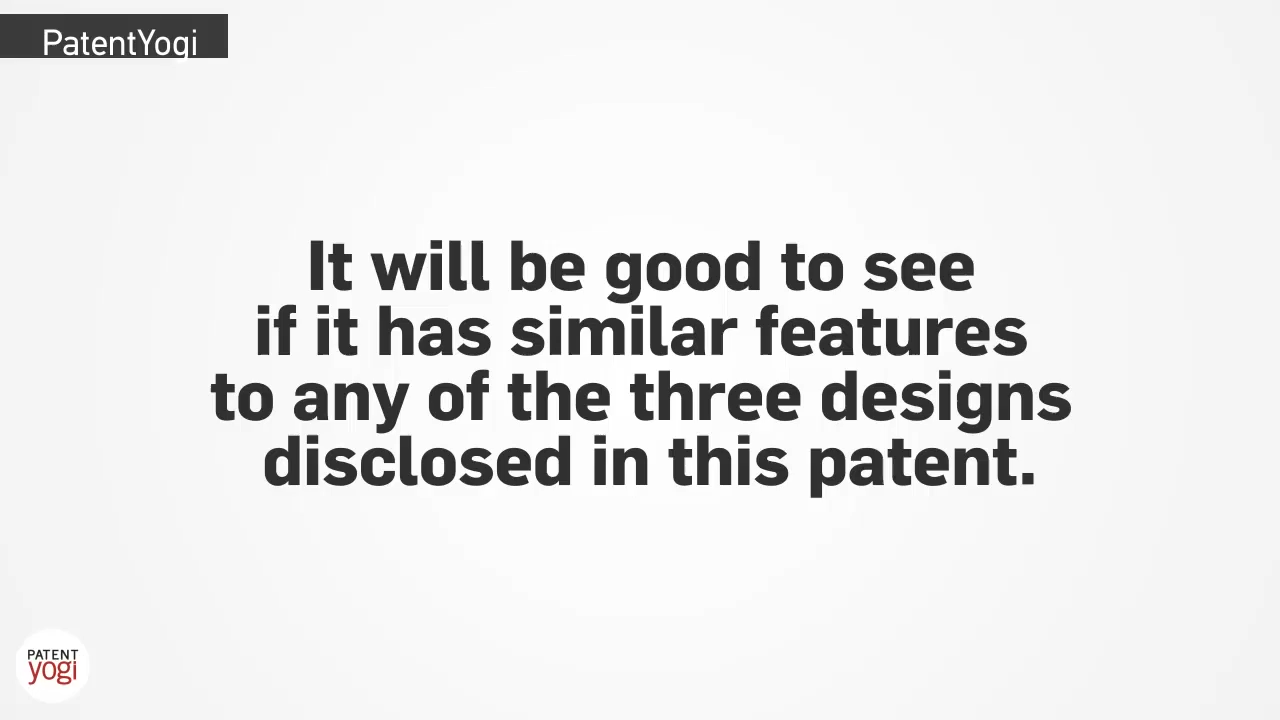 PatentYogi
It will be good to see
if it has similar features
to any of the three designs
disclosed in this patent.
PATENT
yogi